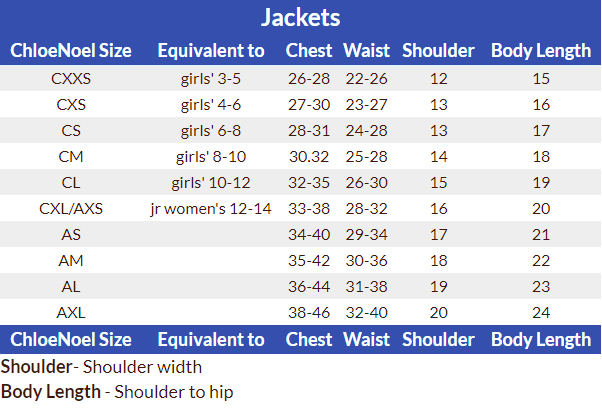 Jackets
ChloeNoel Size Equivalent to Chest Waist Shoulder Body Length
CXXS girls' 3-5 26-28 22-26 12 15
CXS girls' 4-6 27-30 23-27 13 16
CS girls' 6-8 28-31 24-28 13 17
CM girls' 8-10 30.32 25-28 14 18
CL girls' 10-12 32-35 26-30 15 19
CXL/AXS jr women's 12-14 33-38 28-32 16 20
AS 34-40 29-34 17 21
AM 35-42 30-36 18 22
AL 36-44 31-38 19 23
AXL 38-46 32-40 20 24
ChloeNoel Size Equivalent to Chest Waist Shoulder Body Length
Shoulder- Shoulder width
Body Length - Shoulder to hip